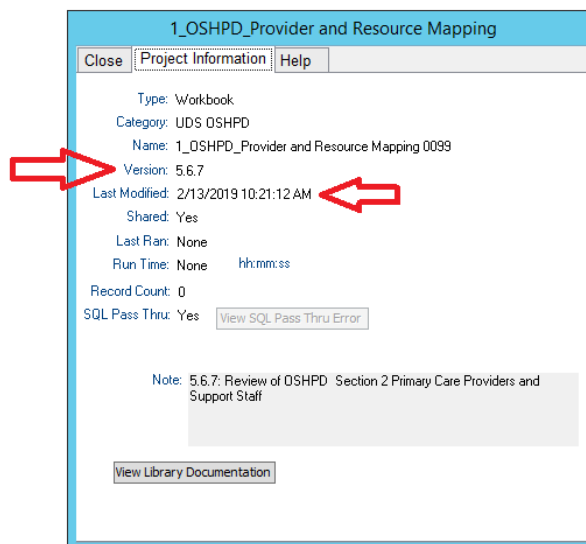 1_OSHPD_Provider and Resource Mapping
Close Project Information Help
Type: Workbook
Category: UDS OSHPD
Name: 1_OSHPD_Provider and Resource Mapping 0099
Version: 5.6.7
Last Modified: 2/13/2019 10:21:12 AM
Shared: Yes
Last Ran: None
Run Time: None hh:mm:ss
Record Count: 0
SQL Pass Thru: Yes View SQL Pass Thru Error
Note: 5.6.7: Review of OSHPD Section 2 Primary Care Providers and
Support Staff
View Library Documentation